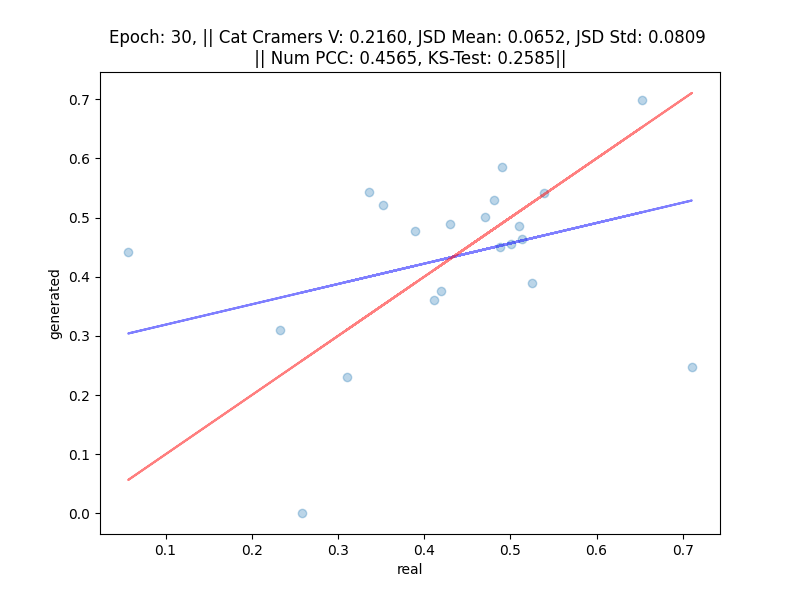 Epoch: 30, || Cat Cramers V: 0.2160, JSD Mean: 0.0652, JSD Std: 0.0809
|| Num PCC: 0.4565, KS-Test: 0.2585||
0.7
0.6
0.5
0.4
0.3
0.2
0.1
0.0
generated
0.1 0.2 0.3 0.4 0.5 0.6 0.7
real